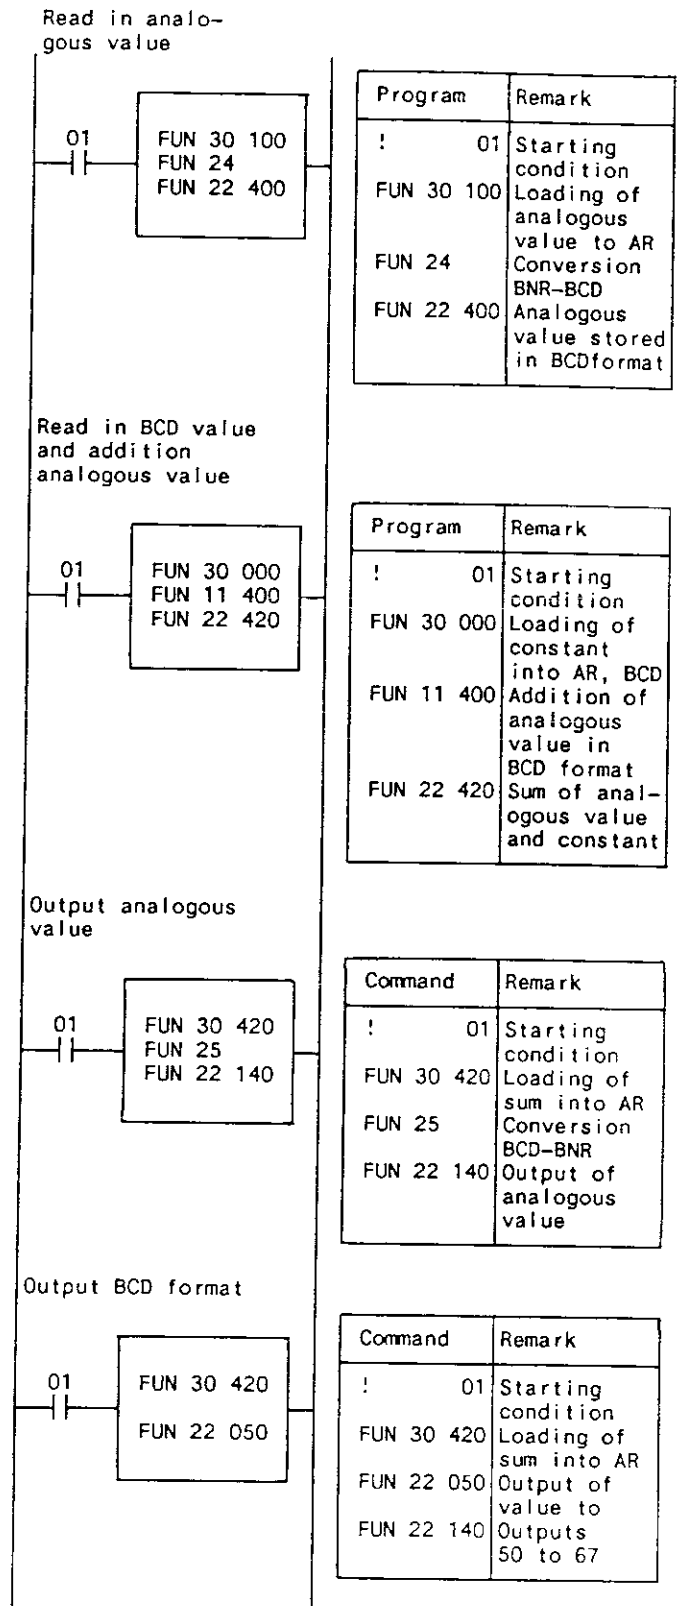 Read in analo-
gous value
01
FUN 30 100
FUN 24
FUN 22 400
Program Remark
! 01 Starting
condition
FUN 30 100 Loading of
analogous
value to AR
FUN 24 Conversion
BNR-BCD
FUN 22 400 Analogous
value stored
in BCDformat
Read in BCD value
and addition
analogous value
01
FUN 30 000
FUN 11 400
FUN 22 420
Program Remark
! 01 Starting
condition
FUN 30 000 Loading of
constant
into AR, BCD
FUN 11 400 Addition of
analogous
value in
BCD format
FUN 22 420 Sum of anal-
ogous value
and constant
Output analogous
value
01
FUN 30 420
FUN 25
FUN 22 140
Command Remark
! 01 Starting
condition
FUN 30 420 Loading of
sum into AR
FUN 25 Conversion
BCD-BNR
FUN 22 140 Output of
analogous
value
Output BCD format
01
FUN 30 420
FUN 22 050
Command Remark
! 01 Starting
condition
FUN 30 420 Loading of
sum into AR
FUN 22 050 Output of
value to
FUN 22 140 Outputs
50 to 67